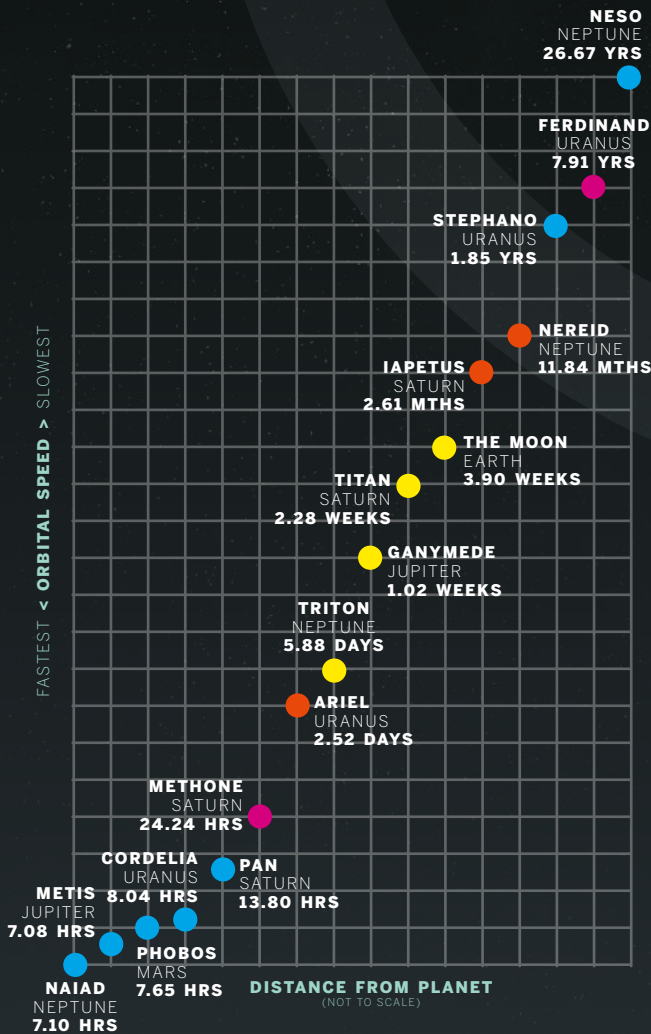 NESO
NEPTUNE
26.67 YRS
FERDINAND
URANUS
7.91 YRS
STEPHANO
URANUS
1.85 YRS
NEREID
NEPTUNE
11.84 MTHS
IAPETUS
SATURN
2.61 MTHS
THE MOON
EARTH
3.90 WEEKS
TITAN
SATURN
2.28 WEEKS
GANYMEDE
JUPITER
1.02 WEEKS
TRITON
NEPTUNE
5.88 DAYS
ARIEL
URANUS
2.52 DAYS
METHONE
SATURN
24.24 HRS
CORDELIA
URANUS
8.04 HRS
PAN
SATURN
13.80 HRS
METIS
JUPITER
7.08 HRS
PHOBOS
MARS
7.65 HRS
NAIAD
NEPTUNE
7.10 HRS
FASTEST < ORBITAL SPEED > SLOWEST
DISTANCE FROM PLANET
(NOT TO SCALE)